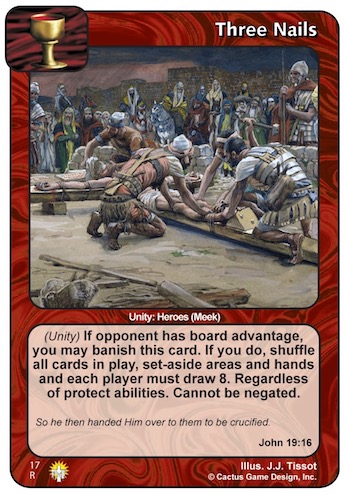 Three Nails
Unity: Heroes (Meek)
(Unity) If opponent has board advantage,
you may banish this card. If you do, shuffle
all cards in play, set-aside areas and hands
and each player must draw 8. Regardless
of protect abilities. Cannot be negated.
So he then handed Him over to them to be crucified.
John 19:16
17
R
Illus. J.J. Tissot
© Cactus Game Design, Inc.